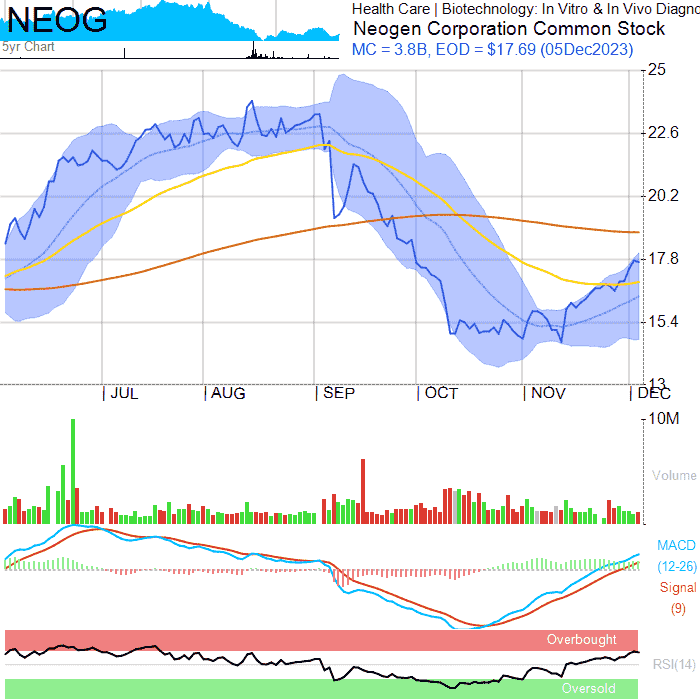 NEOG
Health Care | Biotechnology: In Vitro & In Vivo Diagno
Neogen Corporation Common Stock
MC = 3.8B, EOD = $17.69 (05Dec2023)
5yr Chart
25
22.6
20.2
17.8
15.4
13
JUL AUG SEP OCT NOV DEC
10M
Volume
MACD
(12-26)
Signal
(9)
Overbought
RSI(14)
Oversold